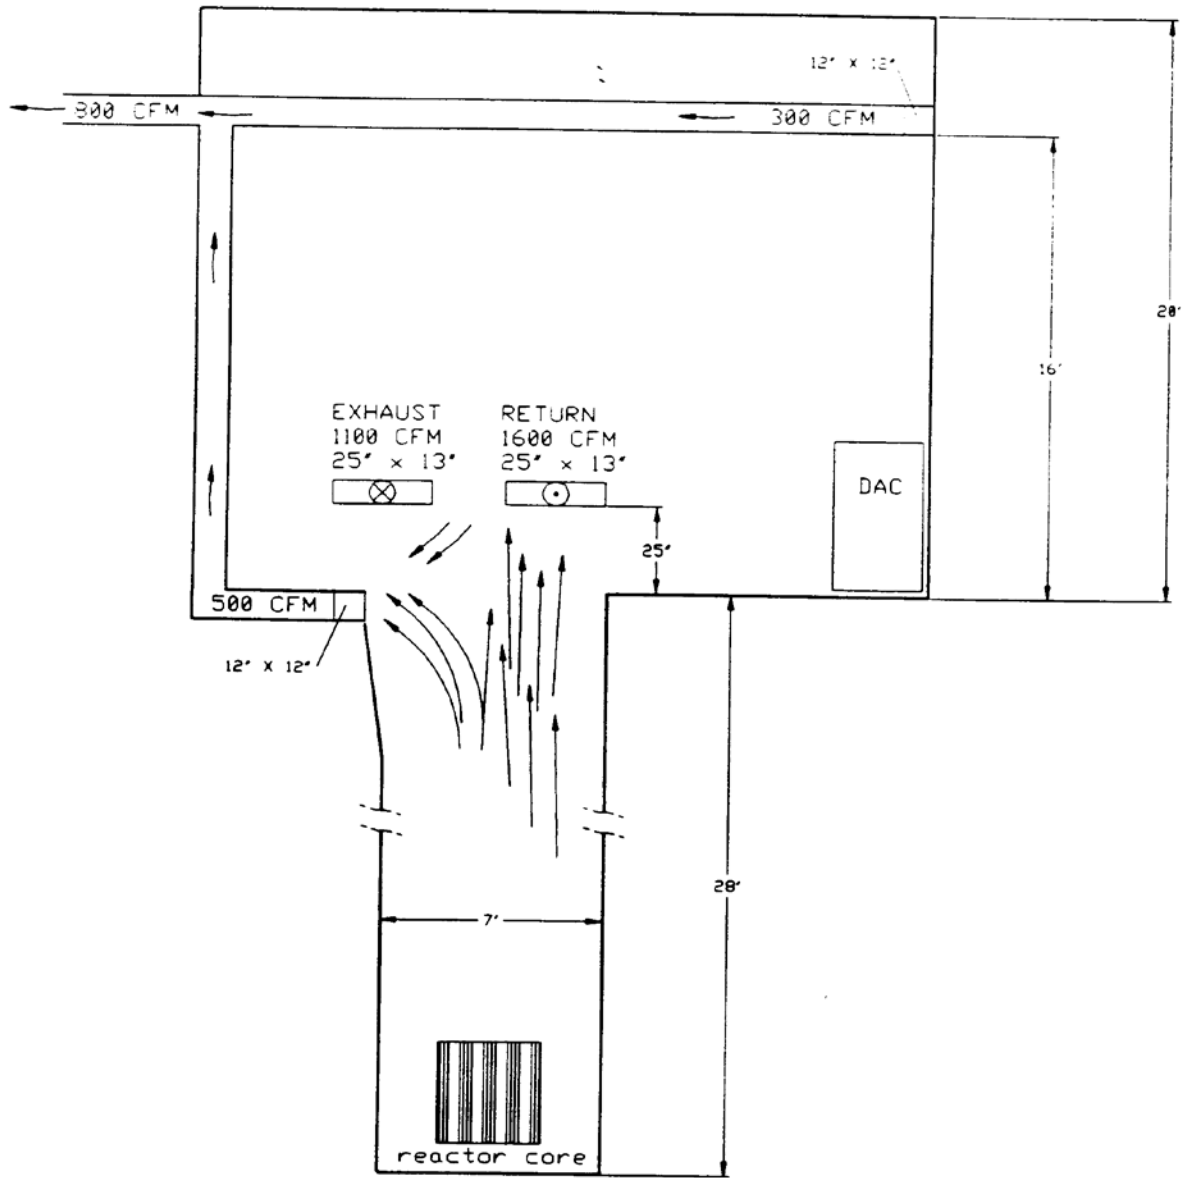 12" X 12"
800 CFM
300 CFM
20'
16'
EXHAUST
1100 CFM
25" x 13"
RETURN
1600 CFM
25" x 13"
DAC
25"
500 CFM
12" X 12"
28'
7'
reactor core